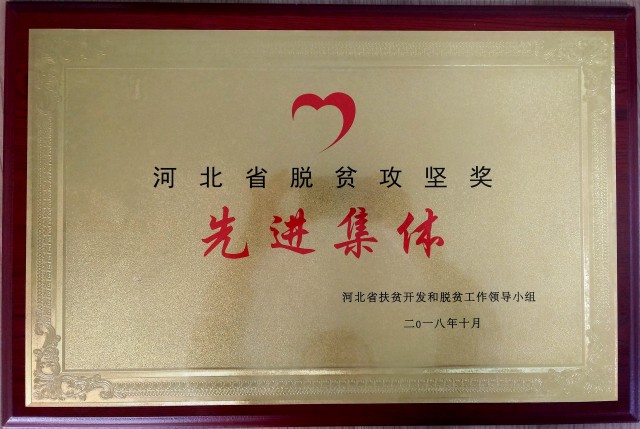 河北省脱贫攻坚奖
先进集体
河北省扶贫开发和脱贫工作领导小组
二0一八年十月